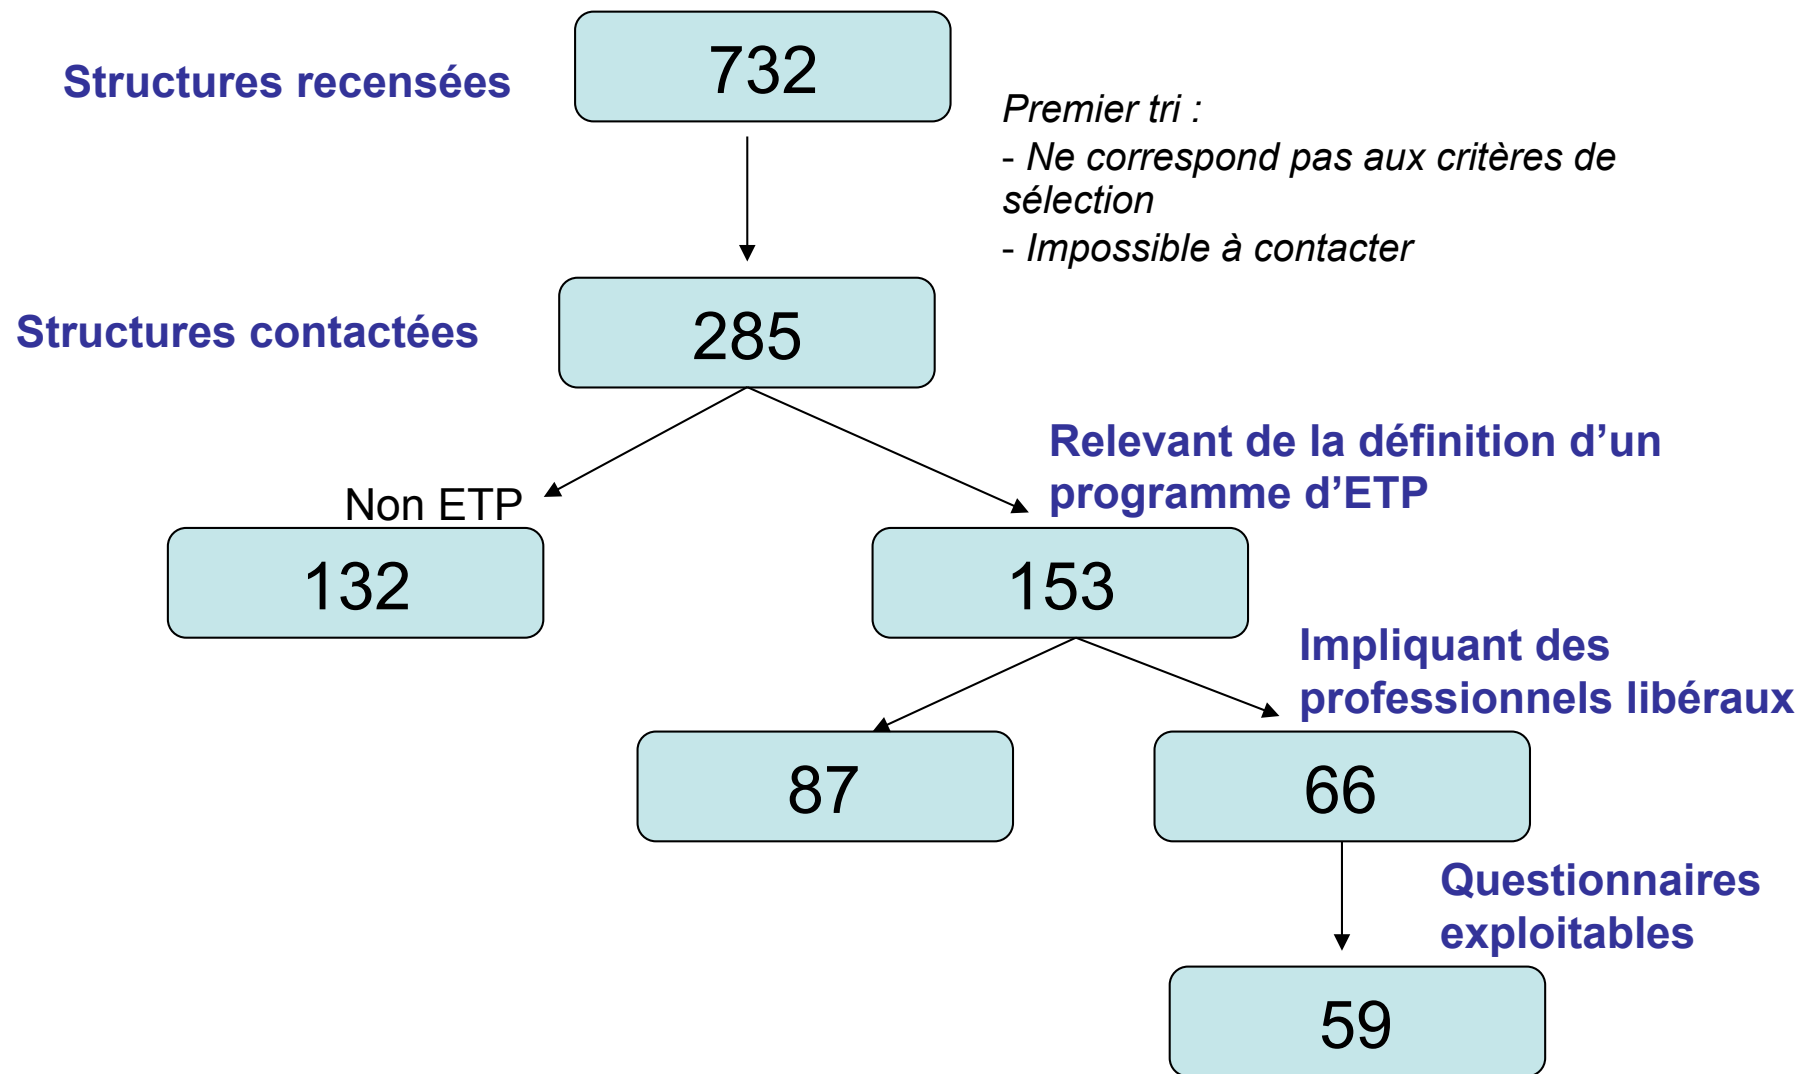 Structures recensées
732
Premier tri :
- Ne correspond pas aux critères de
sélection
- Impossible à contacter
Structures contactées
285
Relevant de la définition d’un
programme d’ETP
Non ETP
132
153
Impliquant des
professionnels libéraux
87
66
Questionnaires
exploitables
59